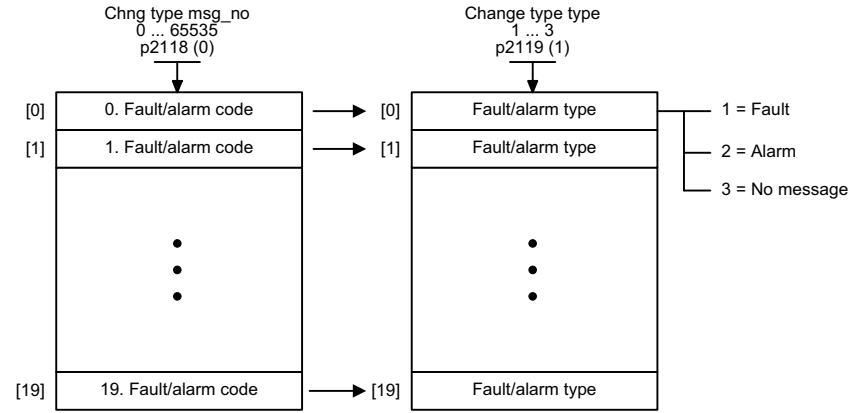 Chng type msg_no
0 ... 65535
p2118 (0)
Change type type
1 ... 3
p2119 (1)
[0] 0. Fault/alarm code [0] Fault/alarm type 1 = Fault
[1] 1. Fault/alarm code [1] Fault/alarm type 2 = Alarm
3 = No message
[19] 19. Fault/alarm code [19] Fault/alarm type